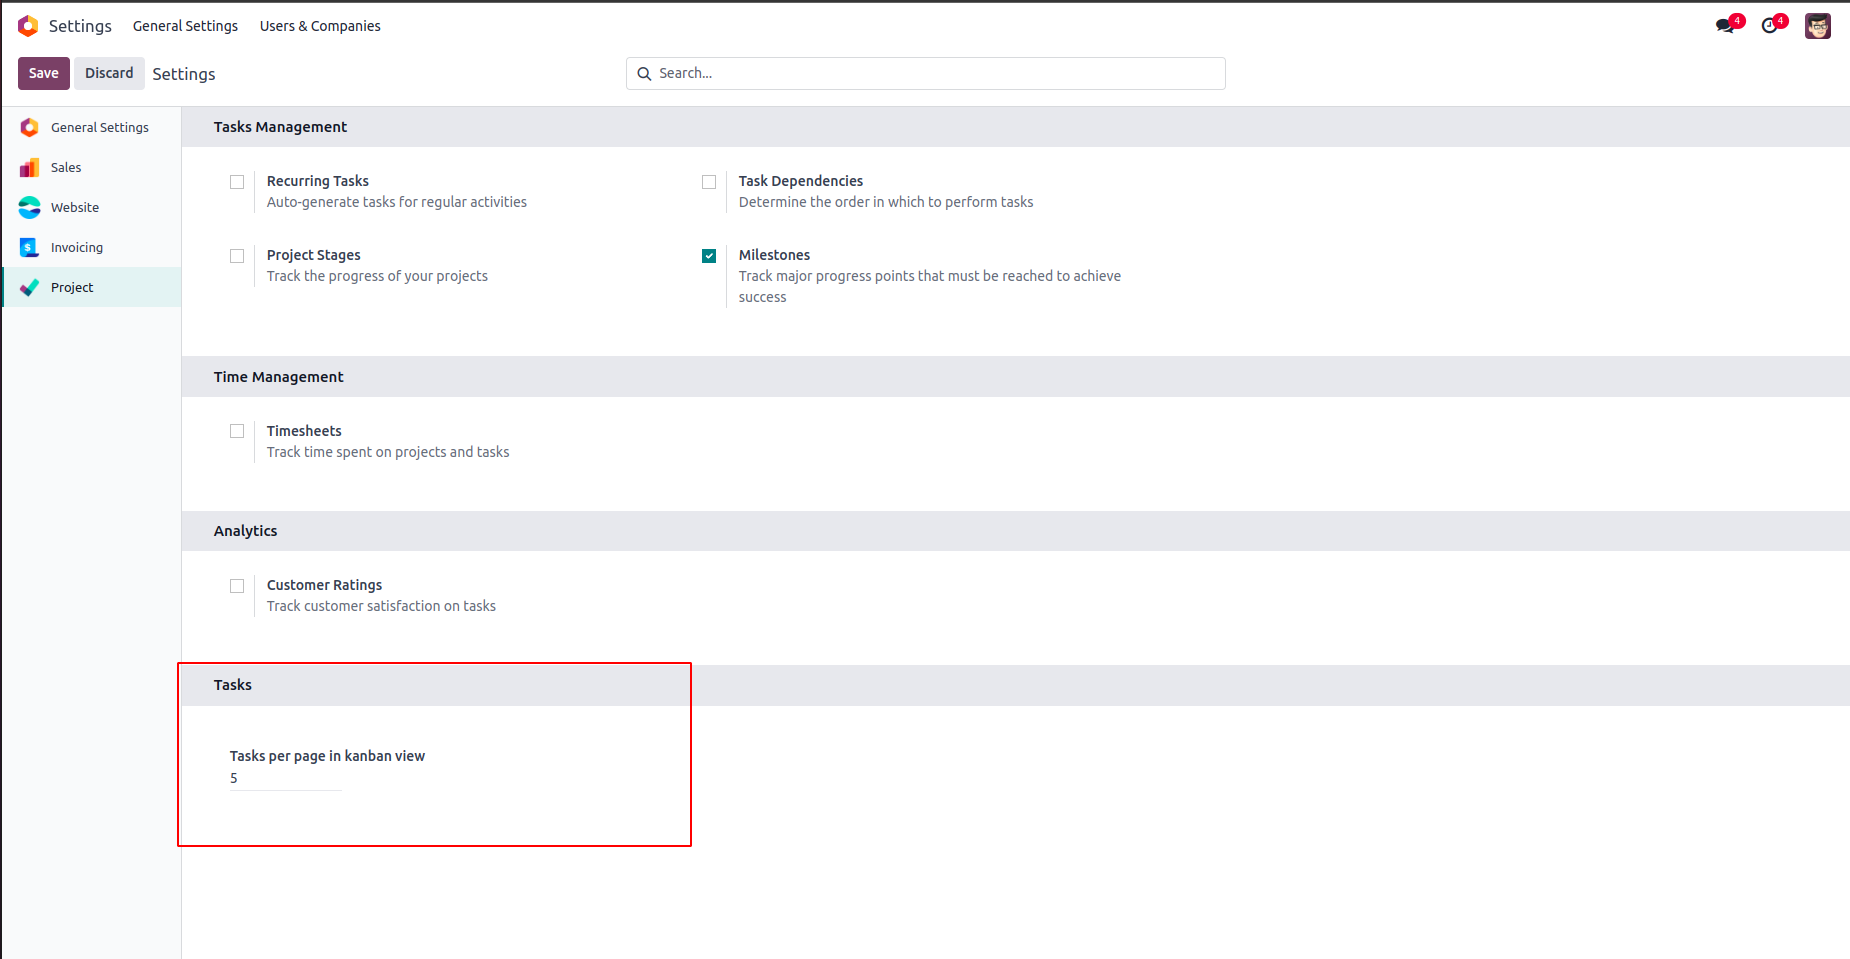 Settings General Settings Users & Companies 4 4
Save Discard Settings Search...
General Settings
Sales
Website
Invoicing
Project
Tasks Management
Recurring Tasks
Auto-generate tasks for regular activities
Task Dependencies
Determine the order in which to perform tasks
Project Stages
Track the progress of your projects
Milestones
Track major progress points that must be reached to achieve
success
Time Management
Timesheets
Track time spent on projects and tasks
Analytics
Customer Ratings
Track customer satisfaction on tasks
Tasks
Tasks per page in kanban view
5